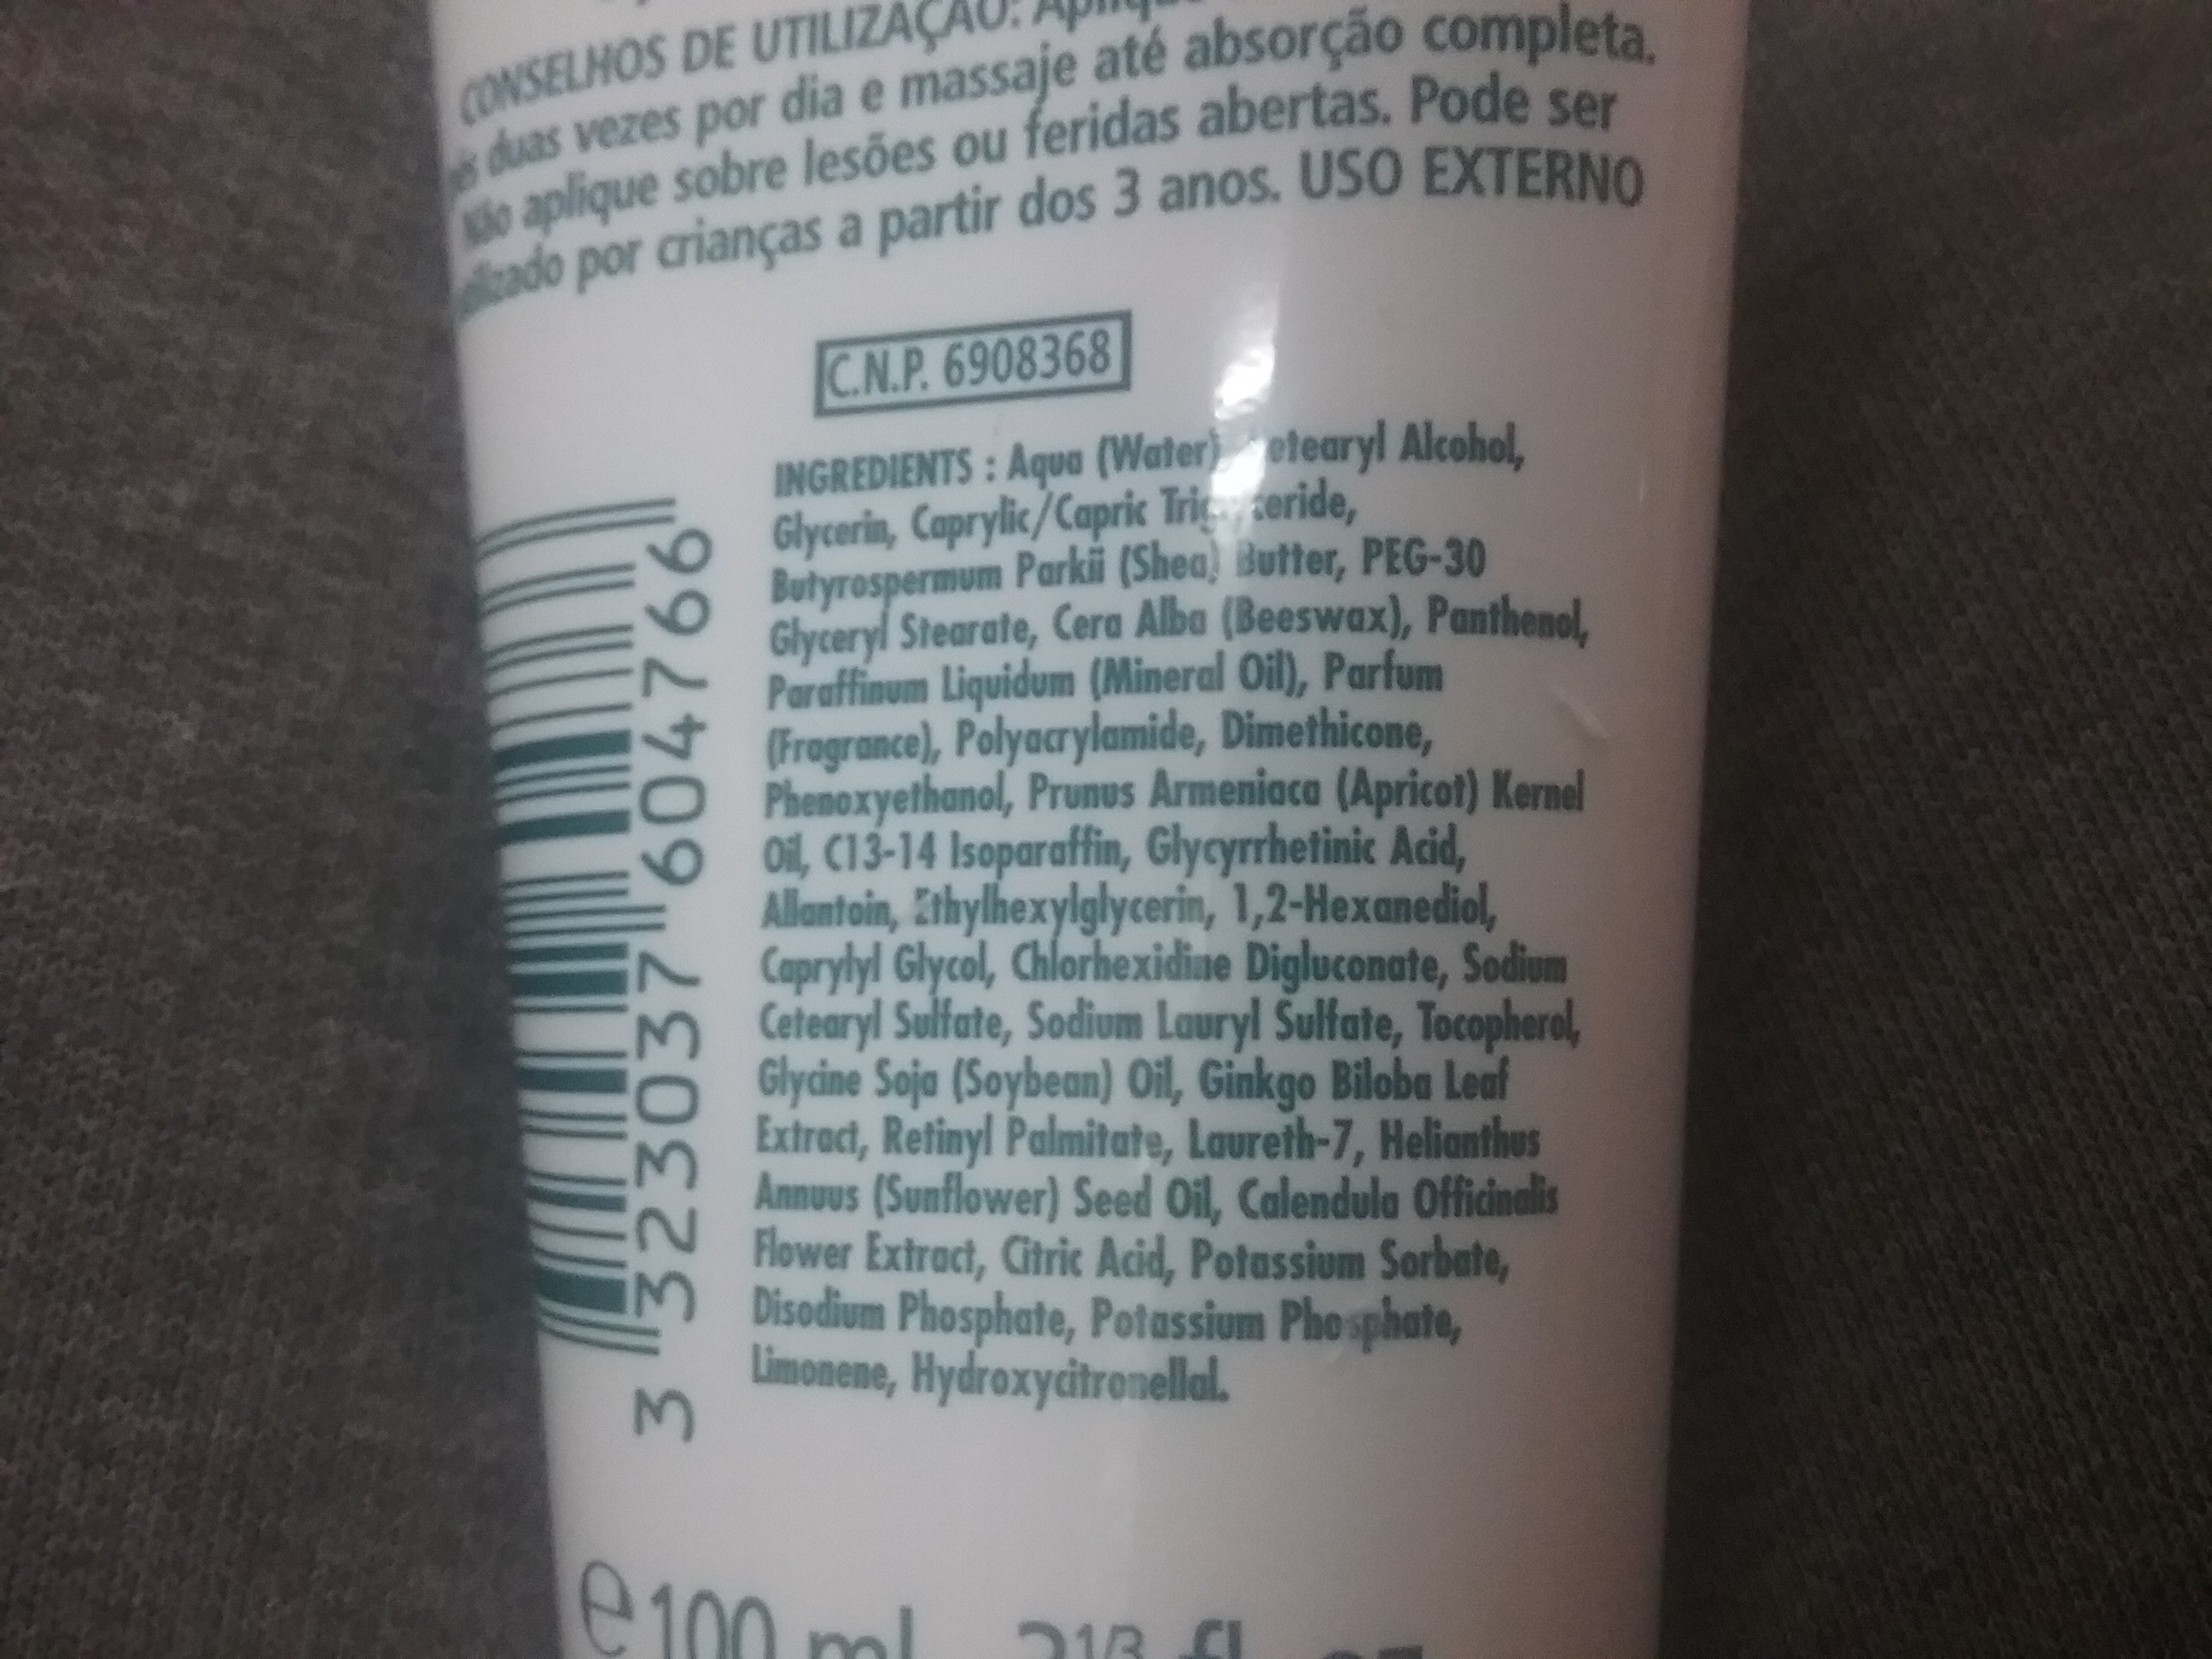 CONSELHOS DE UTILIZAÇÃO:
duas vezes por dia e massaje até absorção completa.
Não aplique sobre lesões ou feridas abertas. Pode ser
por crianças a partir dos 3 anos. USO EXTERNO
C.N.P. 6908368
INGREDIENTS : Aqua (Water) Alcohol,
Glycerin, Caprylic/Capric
Butyrospermum Parkii (Shea) Butter, PEG-30
Glyceryl Stearate, Cera Alba (Beeswax), Panthenol,
Paraffinum Liquidum (Mineral Oil), Parfum
(Fragrance), Polyacrylamide, Dimethicone,
Phenoxyethanol, Prunus Armeniaca (Apricot) Kernel
Oil, C13-14 Isoparaffin, Glycyrrhetinic Acid,
Allantoin, Ethylhexylglycerin, 1,2-Hexanediol,
Caprylyl Glycol, Chlorhexidine Digluconate, Sodium
Cetearyl Sulfate, Sodium Lauryl Sulfate, Tocopherol,
Glycine Soja (Soybean) Oil, Ginkgo Biloba Leaf
Extract, Retinyl Palmitate, Laureth-7, Helianthus
Annuus (Sunflower) Seed Oil, Calendula Officinalis
Flower Extract, Citric Acid, Potassium Sorbate,
Disodium Phosphate, Potassium Phosphate,
Limonene, Hydroxycitronellal.
3 323037 604766
e 100 ml